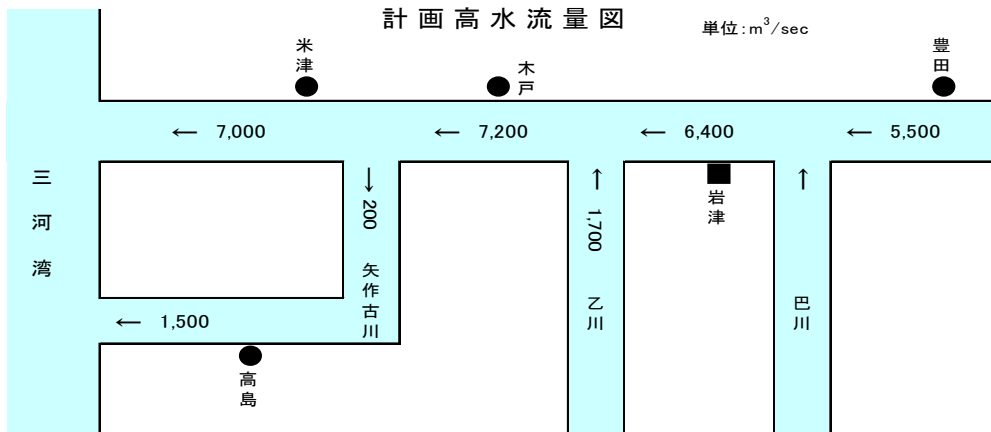 計画高水流量図
単位:m³/sec
米津
木戸
豊田
← 7,000
← 7,200
← 6,400
← 5,500
三河湾
← 200
矢作古川
↑
1,700
乙川
岩津
↑
巴川
← 1,500
高島